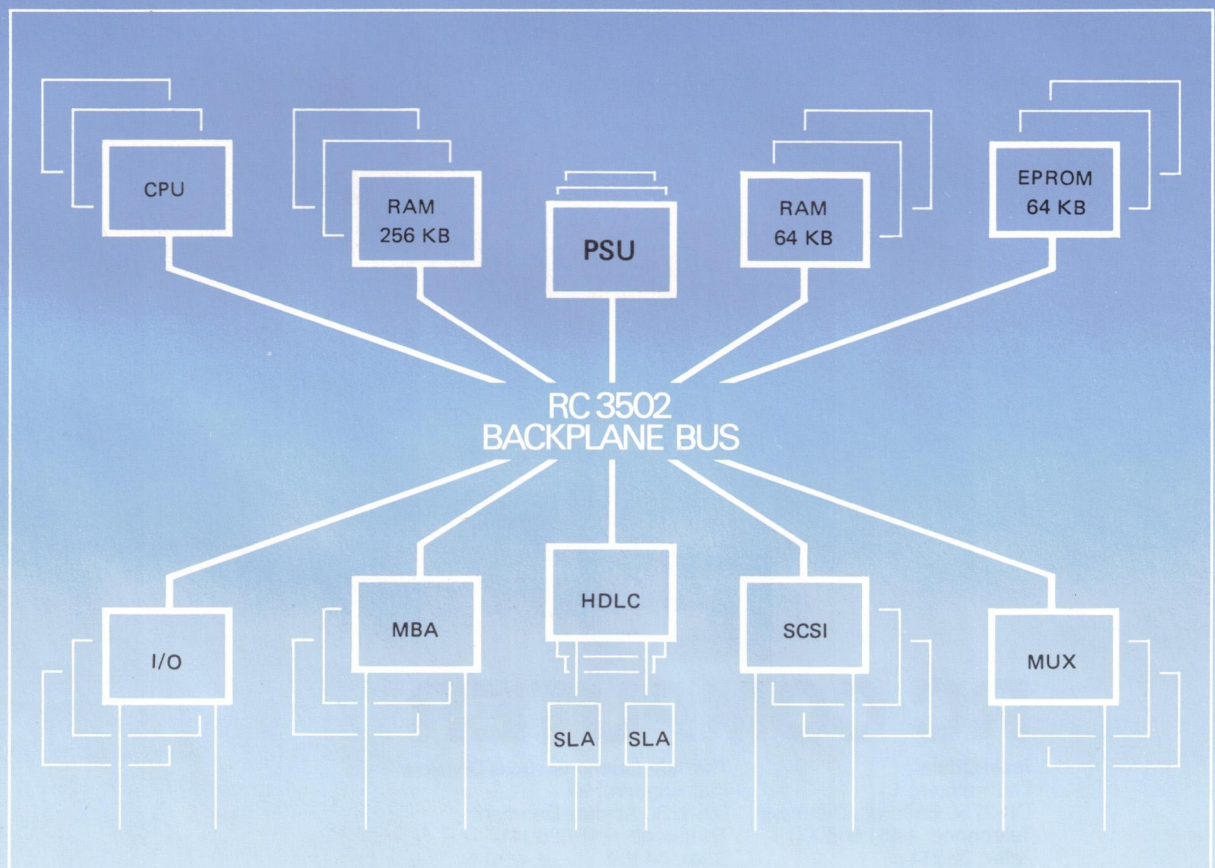 CPU
RAM
256 KB
PSU
RAM
64 KB
EPROM
64 KB
RC 3502
BACKPLANE BUS
I/O
MBA
HDLC
SCSI
MUX
SLA
SLA